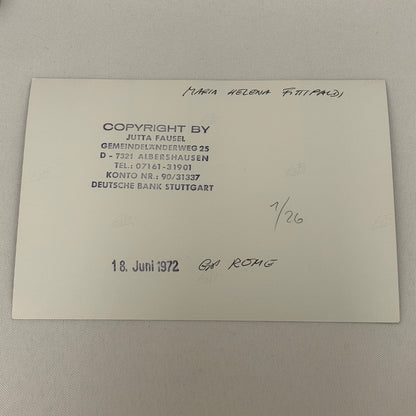 MARIA HELENA FITTIPALDI
COPYRIGHT BY
JUTTA FAUSEL
GEMEINDELÄNDERWEG 25
D - 7321 ALBERSHAUSEN
TEL.: 07161-31901
KONTO NR.: 90/31337
DEUTSCHE BANK STUTTGART
1/26
18. Juni 1972 GP ROME